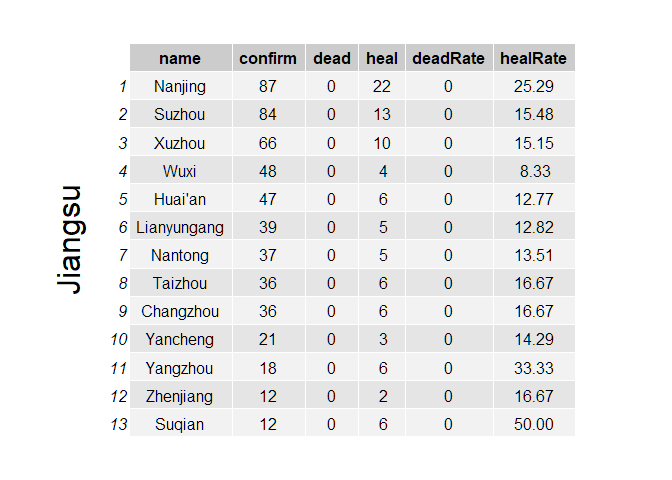 Jiangsu
name confirm dead heal deadRate healRate
1 Nanjing 87 0 22 0 25.29
2 Suzhou 84 0 13 0 15.48
3 Xuzhou 66 0 10 0 15.15
4 Wuxi 48 0 4 0 8.33
5 Huai'an 47 0 6 0 12.77
6 Lianyungang 39 0 5 0 12.82
7 Nantong 37 0 5 0 13.51
8 Taizhou 36 0 6 0 16.67
9 Changzhou 36 0 6 0 16.67
10 Yancheng 21 0 3 0 14.29
11 Yangzhou 18 0 6 0 33.33
12 Zhenjiang 12 0 2 0 16.67
13 Suqian 12 0 6 0 50.00